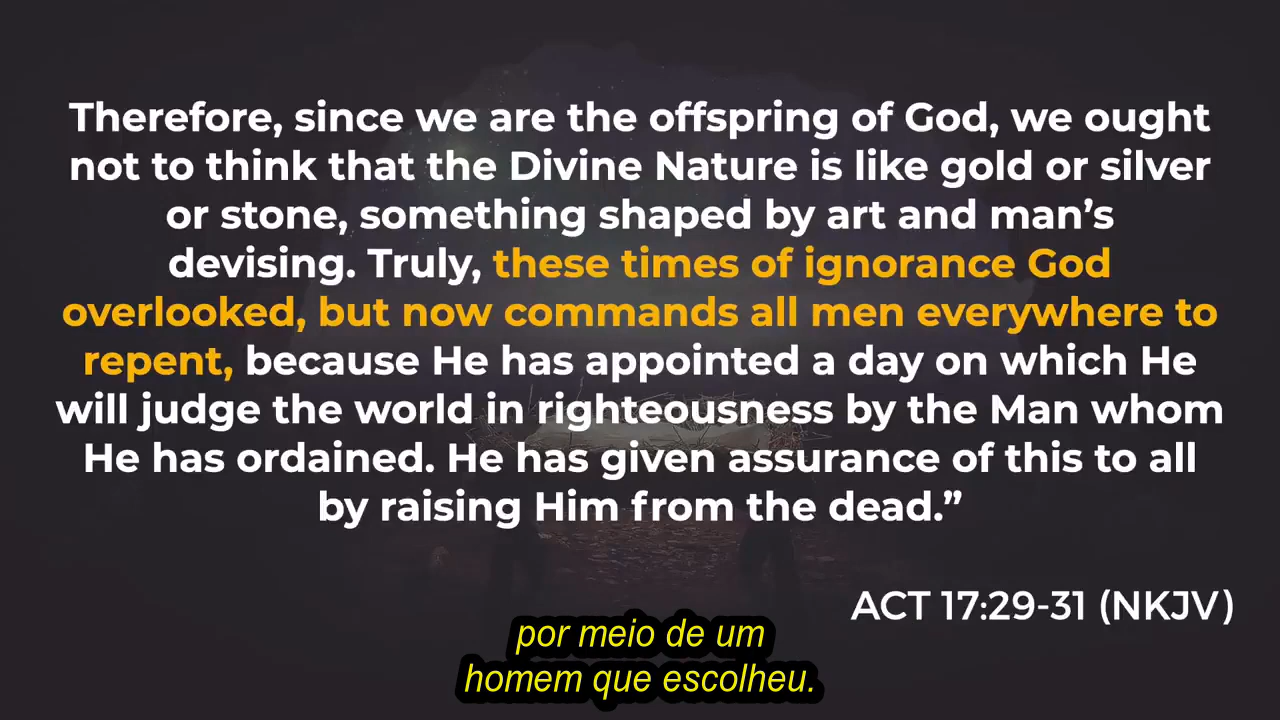 Therefore, since we are the offspring of God, we ought
not to think that the Divine Nature is like gold or silver
or stone, something shaped by art and man’s
devising. Truly, these times of ignorance God
overlooked, but now commands all men everywhere to
repent, because He has appointed a day on which He
will judge the world in righteousness by the Man whom
He has ordained. He has given assurance of this to all
by raising Him from the dead.”
ACT 17:29-31 (NKJV)
por meio de um
homem que escolheu.